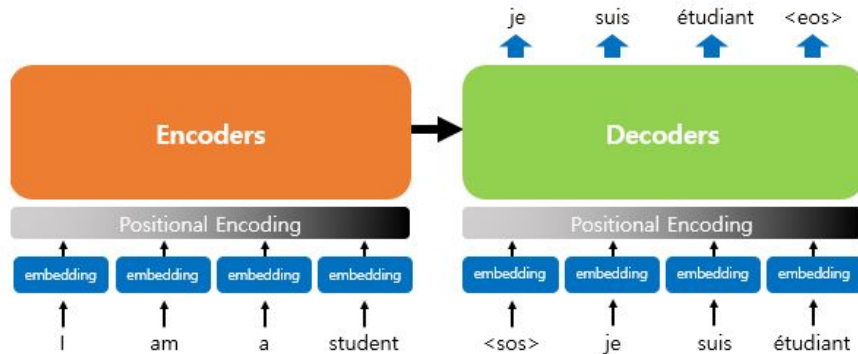 je suis étudiant <eos>
Encoders
Decoders
Positional Encoding
Positional Encoding
embedding embedding embedding embedding
embedding embedding embedding embedding
I am a student
<sos> je suis étudiant